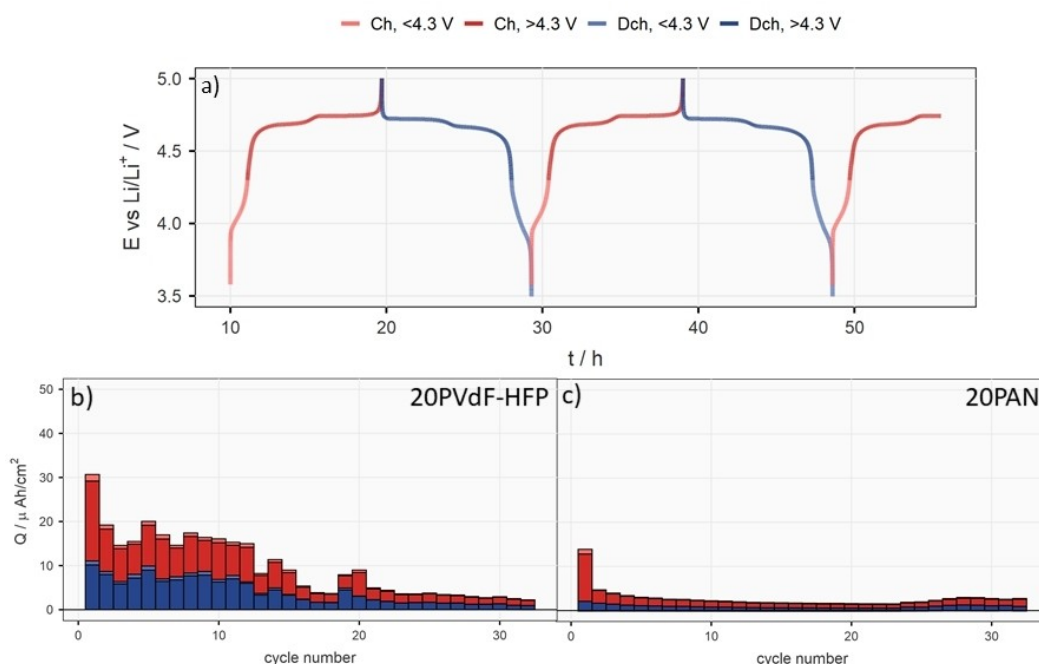 Ch, <4.3 V Ch, >4.3 V Dch, <4.3 V Dch, >4.3 V
a)
E vs Li/Li⁺ / V
5.0
4.5
4.0
3.5
10 20 30 40 50
t / h
b) 20PVdF-HFP
c) 20PAN
Q / μ Ah/cm²
50
40
30
20
10
0
0 10 20 30
0 10 20 30
cycle number
cycle number